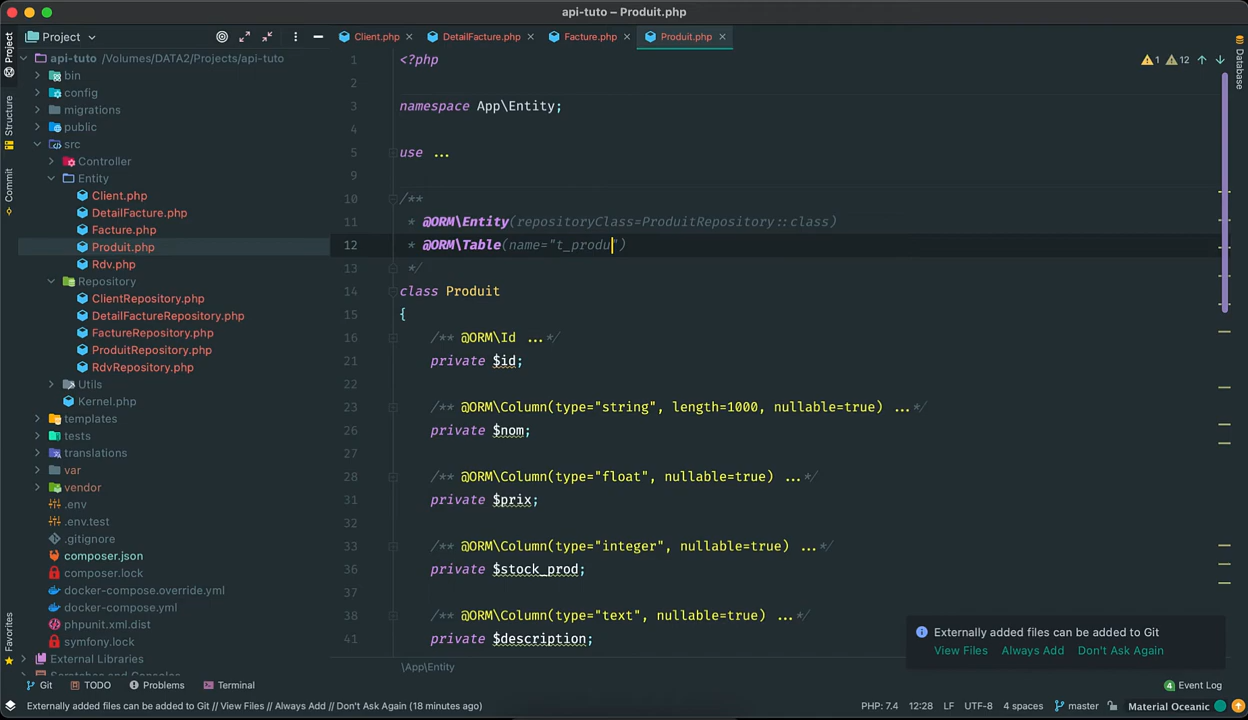 api-tuto – Produit.php
Project
Client.php
DetailFacture.php
Facture.php
Produit.php
Project
Structure
Commit
Favorites
Database
api-tuto /Volumes/DATA2/Projects/api-tuto
bin
config
migrations
public
src
Controller
Entity
Client.php
DetailFacture.php
Facture.php
Produit.php
Rdv.php
Repository
ClientRepository.php
DetailFactureRepository.php
FactureRepository.php
ProduitRepository.php
RdvRepository.php
Utils
Kernel.php
templates
tests
translations
var
vendor
.env
.env.test
.gitignore
composer.json
composer.lock
docker-compose.override.yml
docker-compose.yml
phpunit.xml.dist
symfony.lock
External Libraries
1 12
1 <?php
2
3 namespace App\Entity;
4
5 use ...
9
10 /**
11 * @ORM\Entity(repositoryClass=ProduitRepository::class)
12 * @ORM\Table(name="t_produ")
13 */
14 class Produit
15 {
16 /** @ORM\Id ...*/
21 private $id;
22
23 /** @ORM\Column(type="string", length=1000, nullable=true) ...*/
26 private $nom;
27
28 /** @ORM\Column(type="float", nullable=true) ...*/
31 private $prix;
32
33 /** @ORM\Column(type="integer", nullable=true) ...*/
36 private $stock_prod;
37
38 /** @ORM\Column(type="text", nullable=true) ...*/
41 private $description;
\App\Entity
Externally added files can be added to Git
View Files Always Add Don't Ask Again
Git TODO Problems Terminal
4 Event Log
Externally added files can be added to Git // View Files // Always Add // Don't Ask Again (18 minutes ago)
PHP: 7.4 12:28 LF UTF-8 4 spaces master Material Oceanic